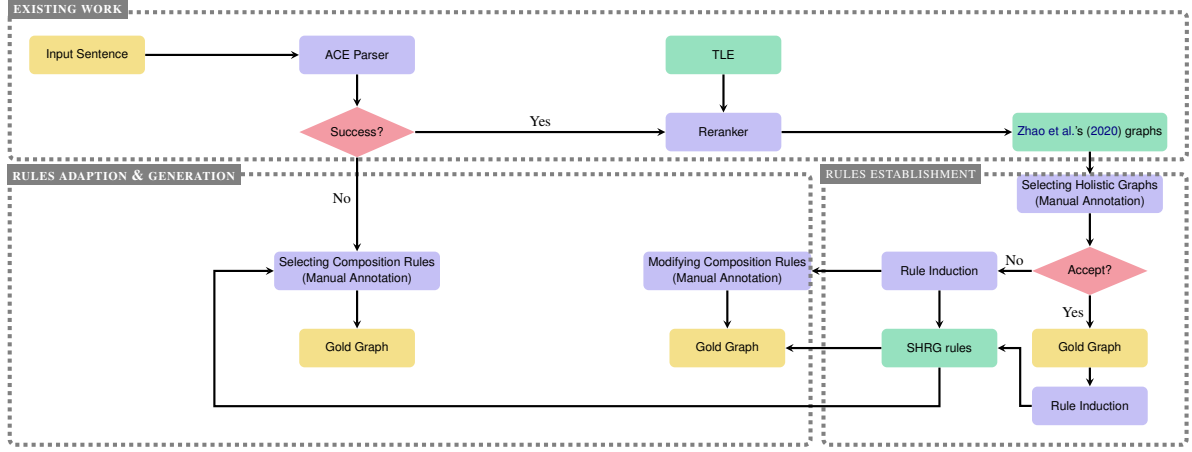 EXISTING WORK
Input Sentence
ACE Parser
TLE
Success?
Yes
Reranker
Zhao et al.'s (2020) graphs
No
RULES ADAPTION & GENERATION
RULES ESTABLISHMENT
Selecting Holistic Graphs
(Manual Annotation)
Selecting Composition Rules
(Manual Annotation)
Modifying Composition Rules
(Manual Annotation)
Rule Induction
No
Accept?
Yes
Gold Graph
Gold Graph
SHRG rules
Gold Graph
Rule Induction